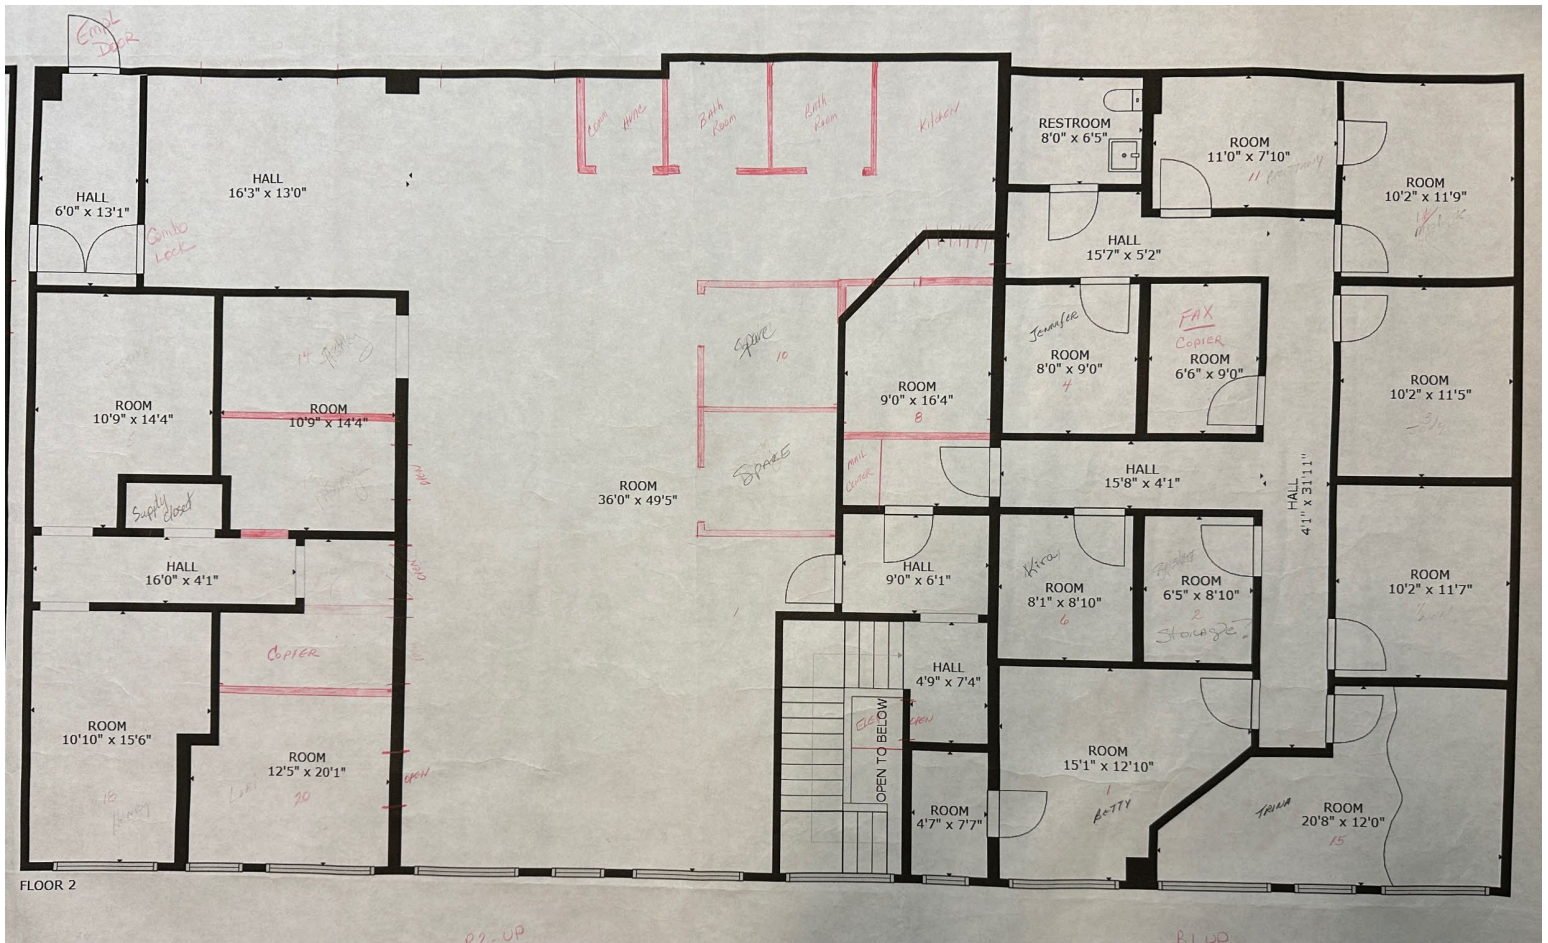 Empl
Door
HALL
6'0" x 13'1"
Combo
Lock
HALL
16'3" x 13'0"
Comm
HVAC
Bath
Room
Bath
Room
Kitchen
RESTROOM
8'0" x 6'5"
ROOM
11'0" x 7'10"
11 Brittany
ROOM
10'2" x 11'9"
HALL
15'7" x 5'2"
14
ROOM
10'9" x 14'4"
ROOM
10'9" x 14'4"
Supply
closet
HALL
16'0" x 4'1"
COPIER
ROOM
10'10" x 15'6"
18
ROOM
12'5" x 20'1"
20
OPEN
OPEN
ROOM
36'0" x 49'5"
Spare
10
Spare
ROOM
9'0" x 16'4"
8
MAIL
CENTER
HALL
9'0" x 6'1"
HALL
4'9" x 7'4"
OPEN
ELEV
OPEN TO BELOW
ROOM
4'7" x 7'7"
Jennifer
ROOM
8'0" x 9'0"
4
FAX
COPIER
ROOM
6'6" x 9'0"
HALL
15'8" x 4'1"
HALL
4'1" x 31'11"
ROOM
10'2" x 11'5"
Kira
ROOM
8'1" x 8'10"
6
ROOM
6'5" x 8'10"
2
Storage?
ROOM
10'2" x 11'7"
ROOM
15'1" x 12'10"
1
BETTY
TRINA
ROOM
20'8" x 12'0"
15
FLOOR 2